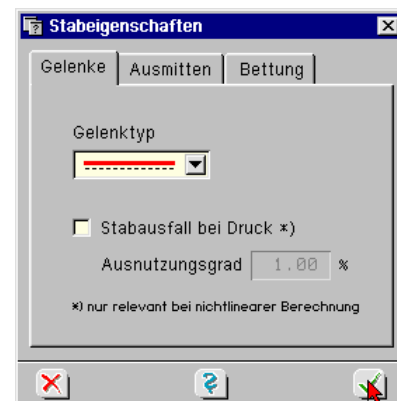 Stabeigenschaften
Gelenke Ausmitten Bettung
Gelenktyp
Stabausfall bei Druck *)
Ausnutzungsgrad 1.00 %
*) nur relevant bei nichtlinearer Berechnung